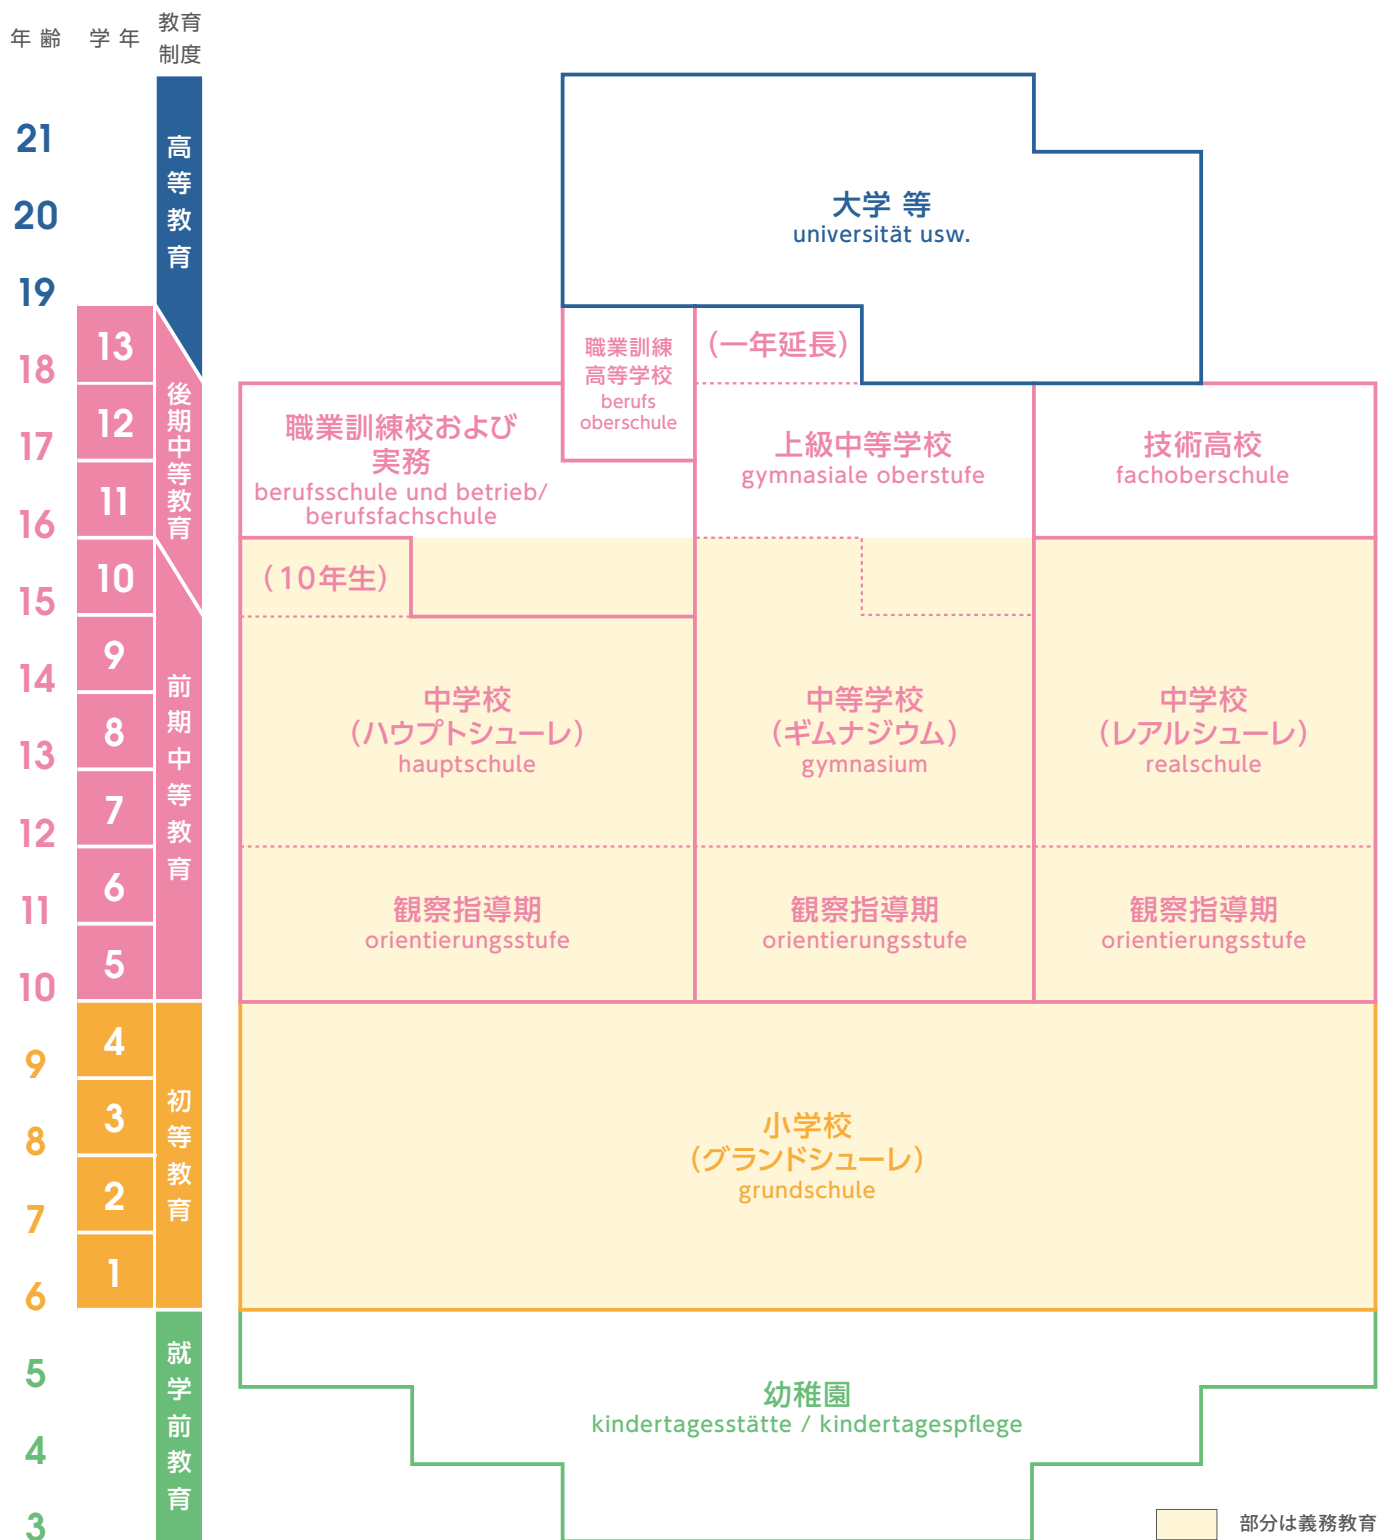 年齢 学年 教育
制度
21
20
19
18
17
16
15
14
13
12
11
10
9
8
7
6
5
4
3
13
12
11
10
9
8
7
6
5
4
3
2
1
高等教育
後期中等教育
前期中等教育
初等教育
就学前教育
大学 等
universität usw.
職業訓練
高等学校
berufs
oberschule
(一年延長)
職業訓練校および
実務
berufsschule und betrieb/
berufsfachschule
上級中等学校
gymnasiale oberstufe
技術高校
fachoberschule
(10年生)
中学校
(ハウプトシューレ)
hauptschule
中等学校
(ギムナジウム)
gymnasium
中学校
(レアルシューレ)
realschule
観察指導期
orientierungsstufe
観察指導期
orientierungsstufe
観察指導期
orientierungsstufe
小学校
(グランドシューレ)
grundschule
幼稚園
kindertagesstätte / kindertagespflege
部分は義務教育